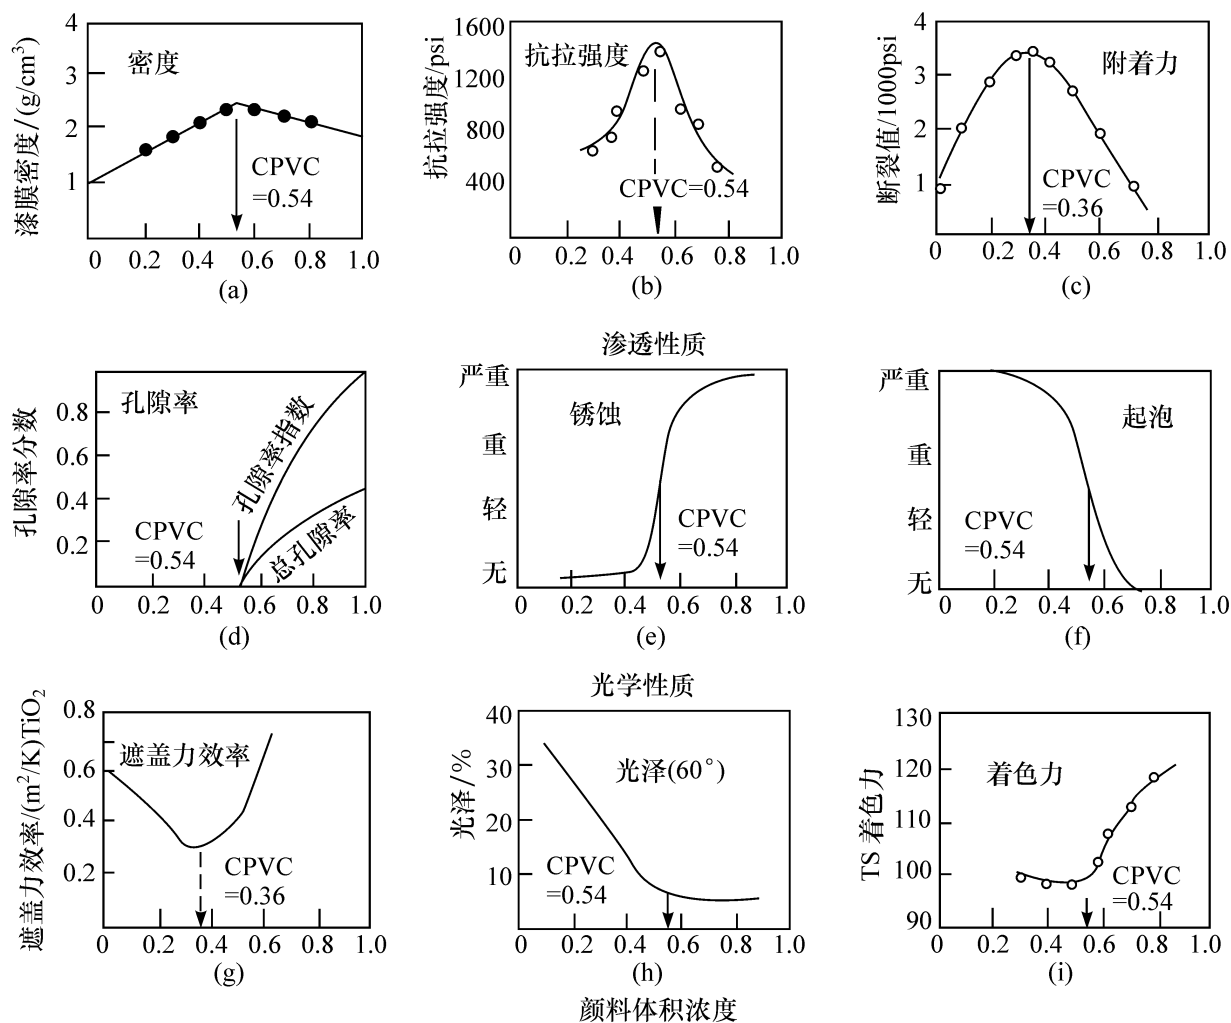 漆膜密度/(g/cm³)
4
3
2
1
密度
CPVC
=0.54
0 0.2 0.4 0.6 0.8 1.0
(a)
抗拉强度/psi
1600
1200
800
400
抗拉强度
CPVC=0.54
0 0.2 0.4 0.6 0.8 1.0
(b)
断裂值/1000psi
4
3
2
1
附着力
CPVC
=0.36
0 0.2 0.4 0.6 0.8 1.0
(c)
渗透性质
孔隙率分数
0.8
0.6
0.4
0.2
孔隙率
孔隙率指数
总孔隙率
CPVC
=0.54
0 0.2 0.4 0.6 0.8 1.0
(d)
严重
重
轻
无
锈蚀
CPVC
=0.54
0 0.2 0.4 0.6 0.8 1.0
(e)
严重
重
轻
无
起泡
CPVC
=0.54
0 0.2 0.4 0.6 0.8 1.0
(f)
光学性质
遮盖力效率/(m²/K)TiO₂
0.8
0.6
0.4
0.2
遮盖力效率
CPVC
=0.36
0 0.2 0.4 0.6 0.8 1.0
(g)
光泽/%
40
30
20
10
光泽(60°)
CPVC
=0.54
0 0.2 0.4 0.6 0.8 1.0
(h)
TS 着色力
130
120
110
100
90
着色力
CPVC
=0.54
0 0.2 0.4 0.6 0.8 1.0
(i)
颜料体积浓度